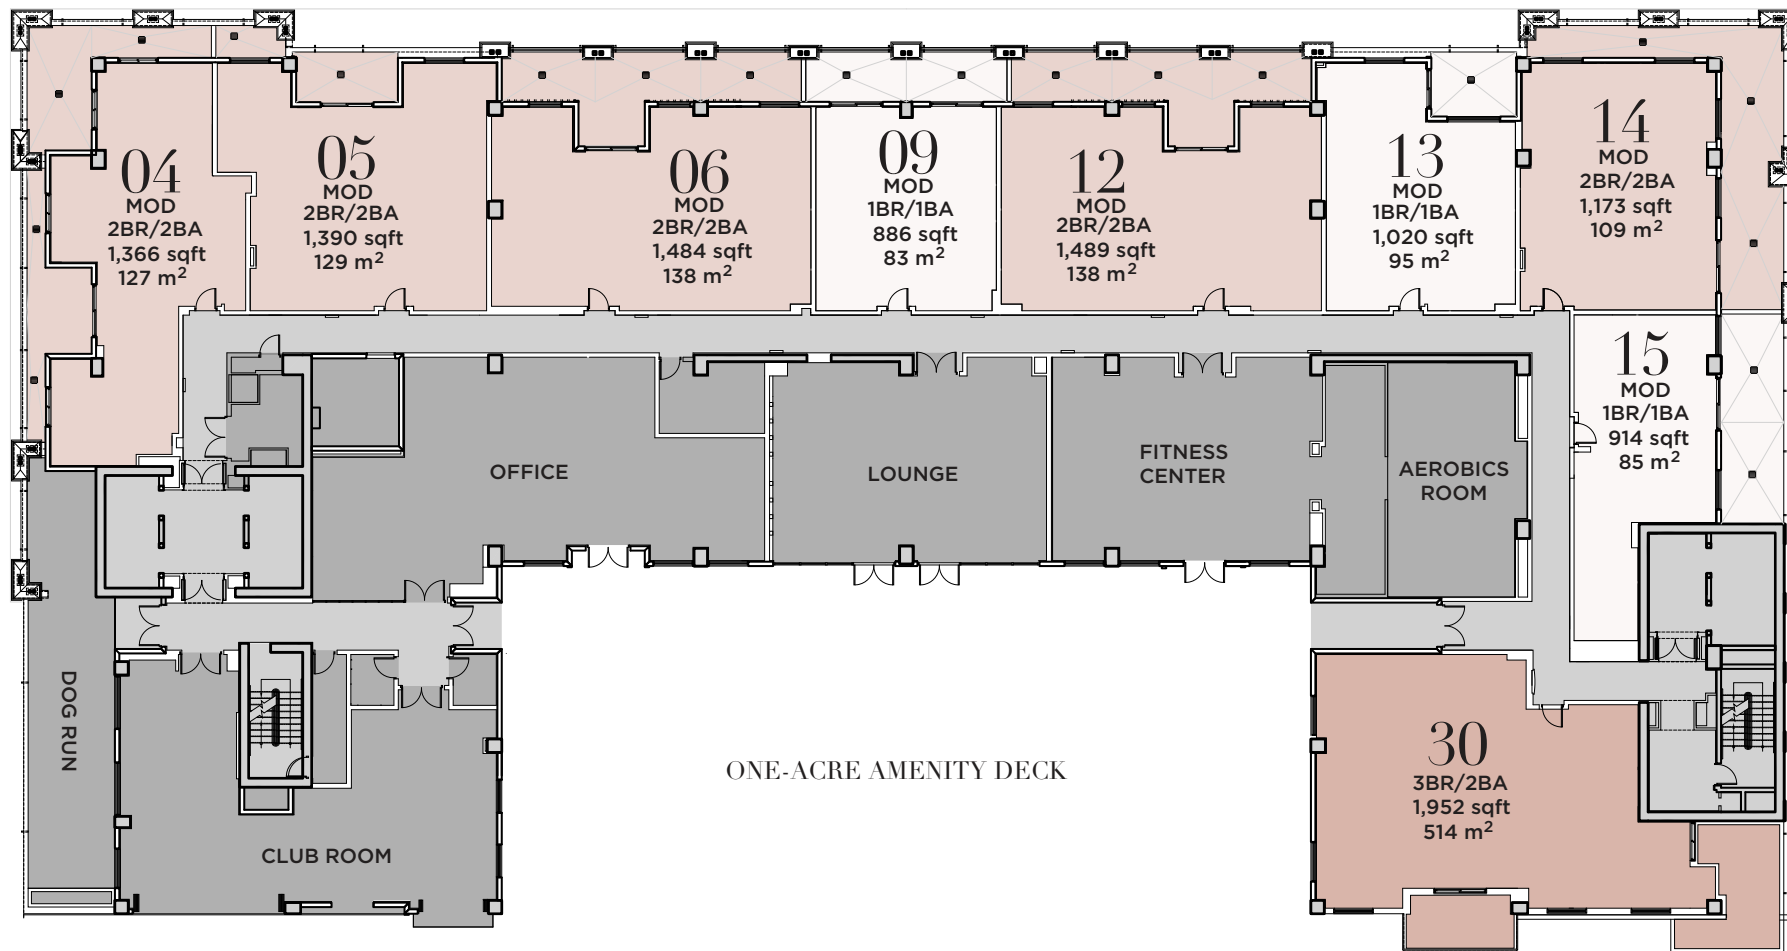 04
MOD
2BR/2BA
1,366 sqft
127 m²
05
MOD
2BR/2BA
1,390 sqft
129 m²
06
MOD
2BR/2BA
1,484 sqft
138 m²
09
MOD
1BR/1BA
886 sqft
83 m²
12
MOD
2BR/2BA
1,489 sqft
138 m²
13
MOD
1BR/1BA
1,020 sqft
95 m²
14
MOD
2BR/2BA
1,173 sqft
109 m²
15
MOD
1BR/1BA
914 sqft
85 m²
OFFICE
LOUNGE
FITNESS
CENTER
AEROBICS
ROOM
DOG RUN
CLUB ROOM
ONE-ACRE AMENITY DECK
30
3BR/2BA
1,952 sqft
514 m²